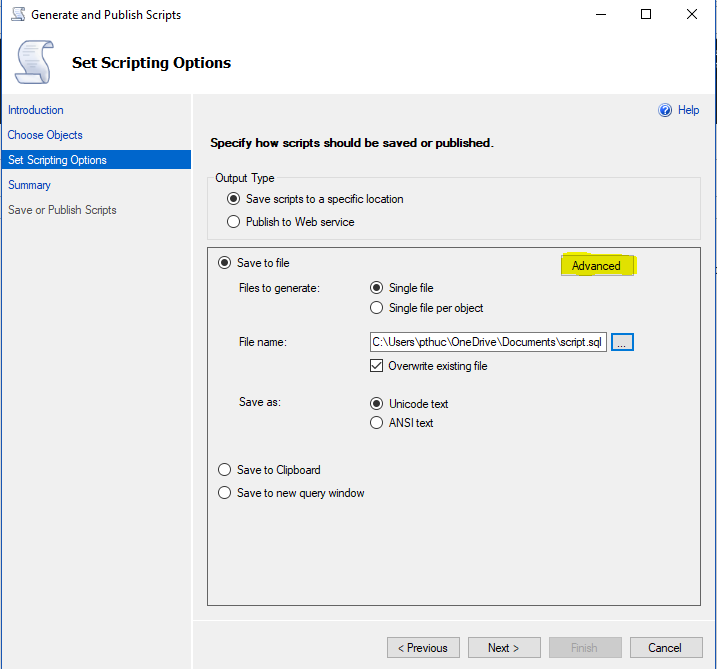 Generate and Publish Scripts
Set Scripting Options
Introduction
Choose Objects
Set Scripting Options
Summary
Save or Publish Scripts
Help
Specify how scripts should be saved or published.
Output Type
Save scripts to a specific location
Publish to Web service
Save to file
Advanced
Files to generate:
Single file
Single file per object
File name:
C:\Users\pthuc\OneDrive\Documents\script.sql
...
Overwrite existing file
Save as:
Unicode text
ANSI text
Save to Clipboard
Save to new query window
< Previous
Next >
Finish
Cancel